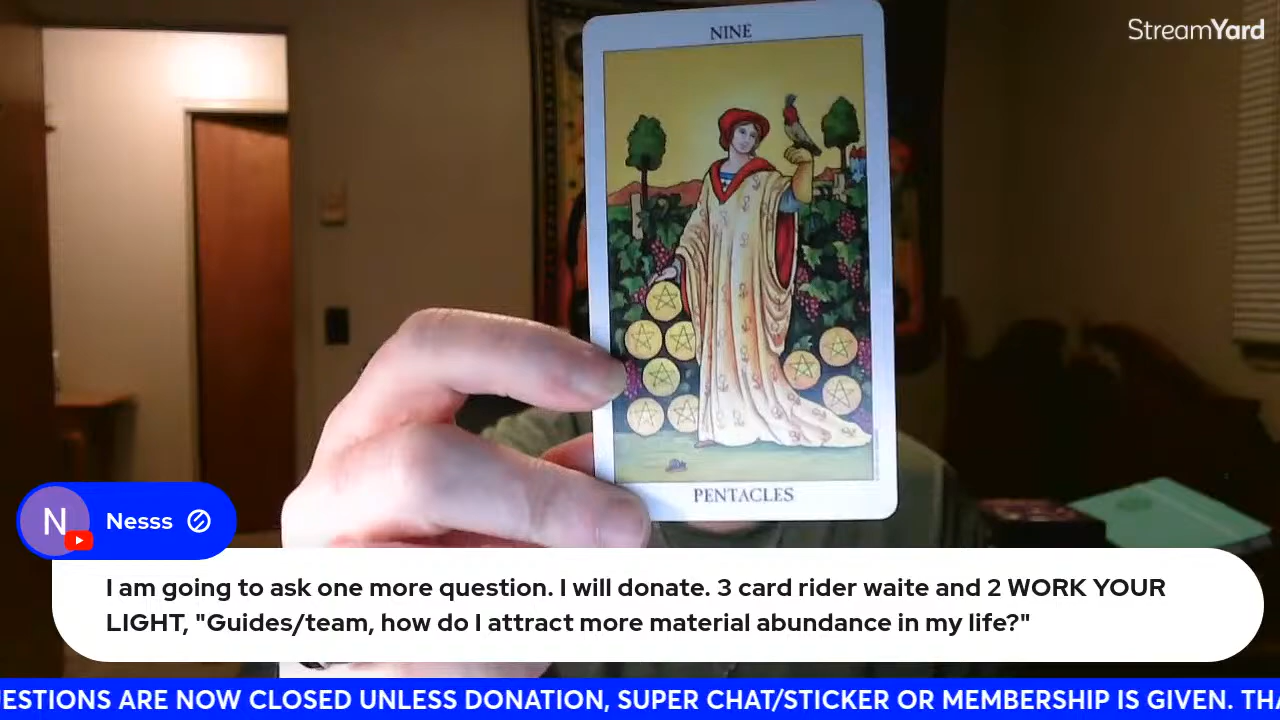 StreamYard
NINE
PENTACLES
N
Nesss
I am going to ask one more question. I will donate. 3 card rider waite and 2 WORK YOUR
LIGHT, "Guides/team, how do I attract more material abundance in my life?"
UESTIONS ARE NOW CLOSED UNLESS DONATION, SUPER CHAT/STICKER OR MEMBERSHIP IS GIVEN. THA